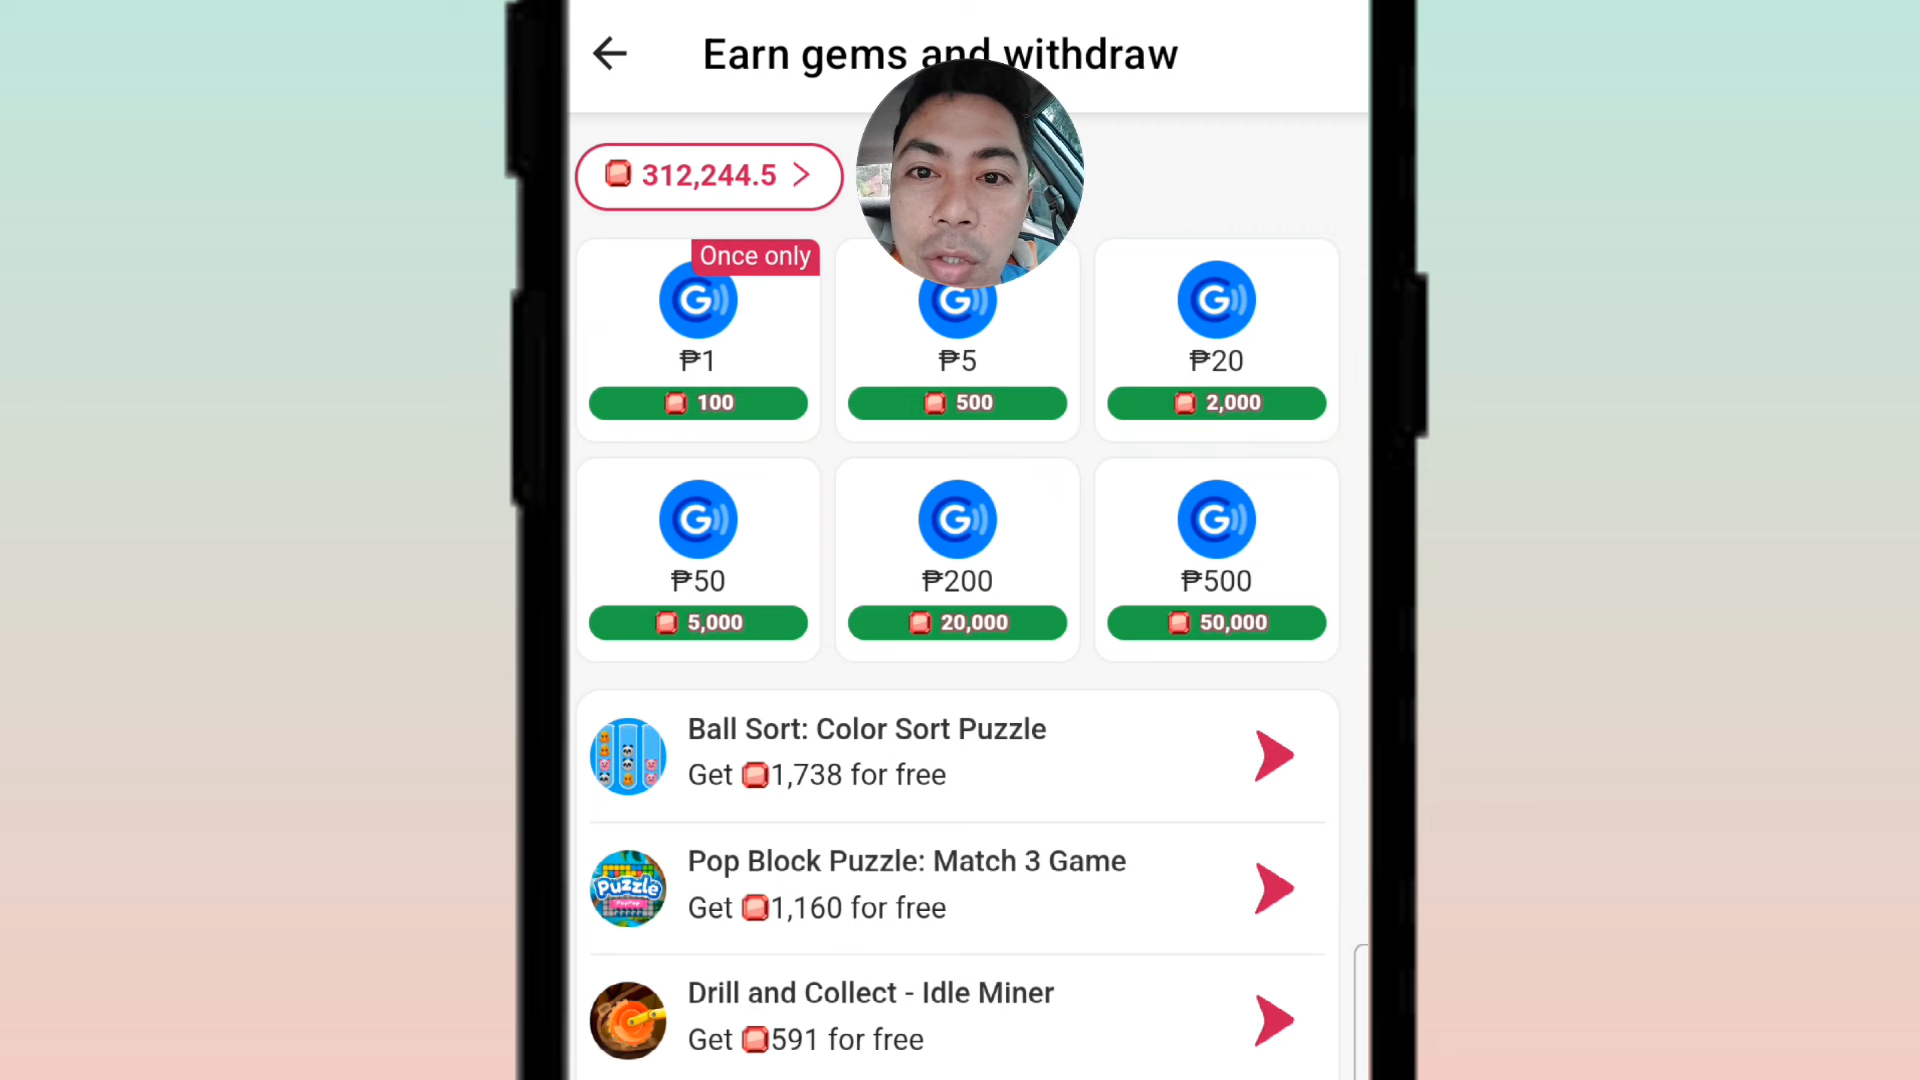 Earn gems and withdraw
312,244.5
Once only
₱1
100
₱5
500
₱20
2,000
₱50
5,000
₱200
20,000
₱500
50,000
Ball Sort: Color Sort Puzzle
Get 1,738 for free
Puzzle
Pop Block Puzzle: Match 3 Game
Get 1,160 for free
Drill and Collect - Idle Miner
Get 591 for free